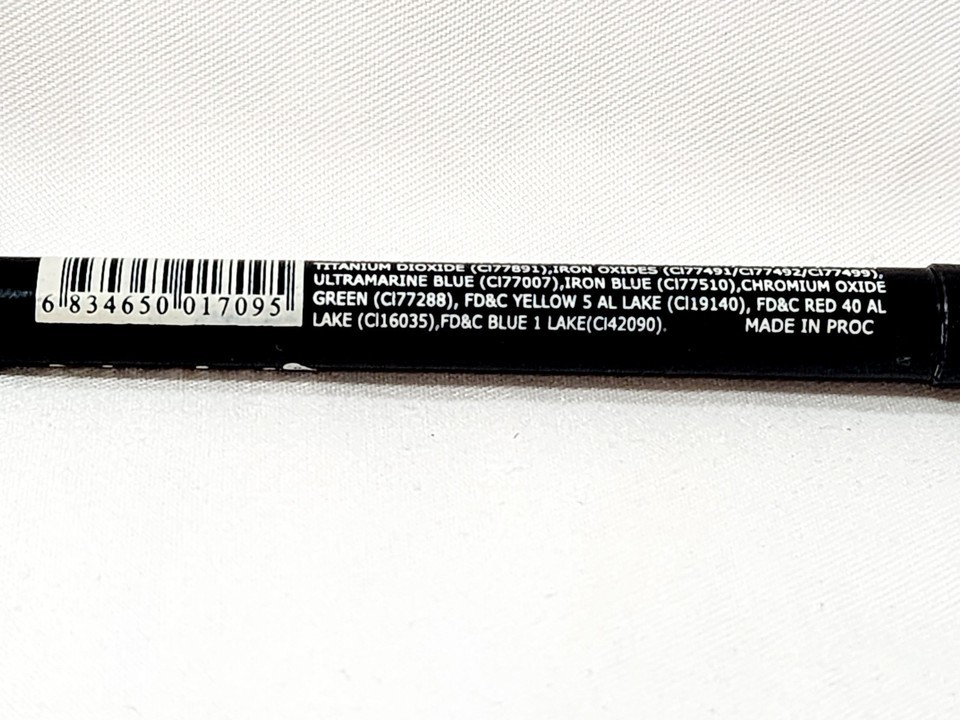 TITANIUM DIOXIDE (CI77891),IRON OXIDES (CI77491/CI77492/CI77499),
ULTRAMARINE BLUE (CI77007),IRON BLUE (CI77510),CHROMIUM OXIDE
GREEN (CI77288), FD&C YELLOW 5 AL LAKE (CI19140), FD&C RED 40 AL
LAKE (CI16035),FD&C BLUE 1 LAKE(CI42090). MADE IN PROC
6 834650 017095